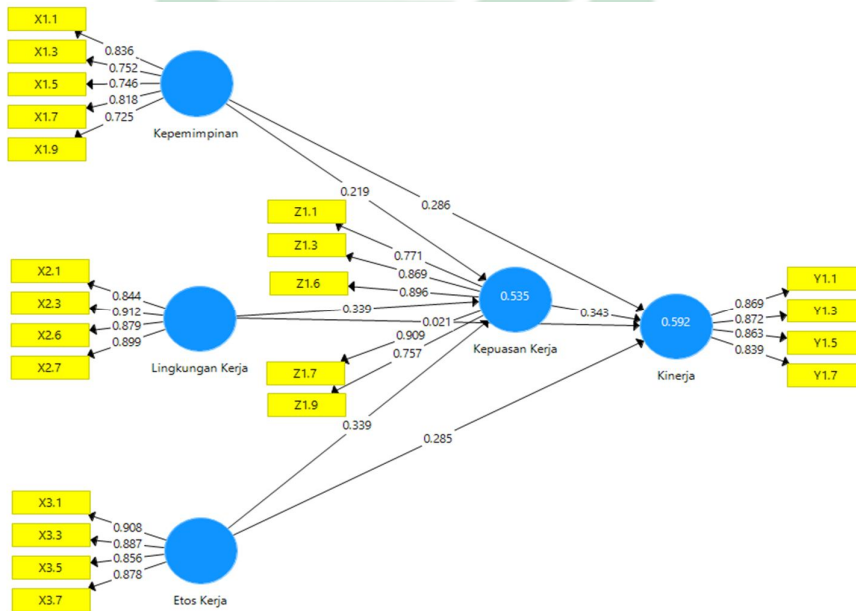 X1.1
X1.3
X1.5
X1.7
X1.9
0.836
0.752
0.746
0.818
0.725
Kepemimpinan
0.219
0.286
Z1.1
Z1.3
Z1.6
0.771
0.869
0.896
X2.1
X2.3
X2.6
X2.7
0.844
0.912
0.879
0.899
Lingkungan Kerja
0.339
0.021
0.535
Kepuasan Kerja
0.343
0.592
Kinerja
0.869
0.872
0.863
0.839
Y1.1
Y1.3
Y1.5
Y1.7
Z1.7
Z1.9
0.909
0.757
0.339
0.285
X3.1
X3.3
X3.5
X3.7
0.908
0.887
0.856
0.878
Etos Kerja